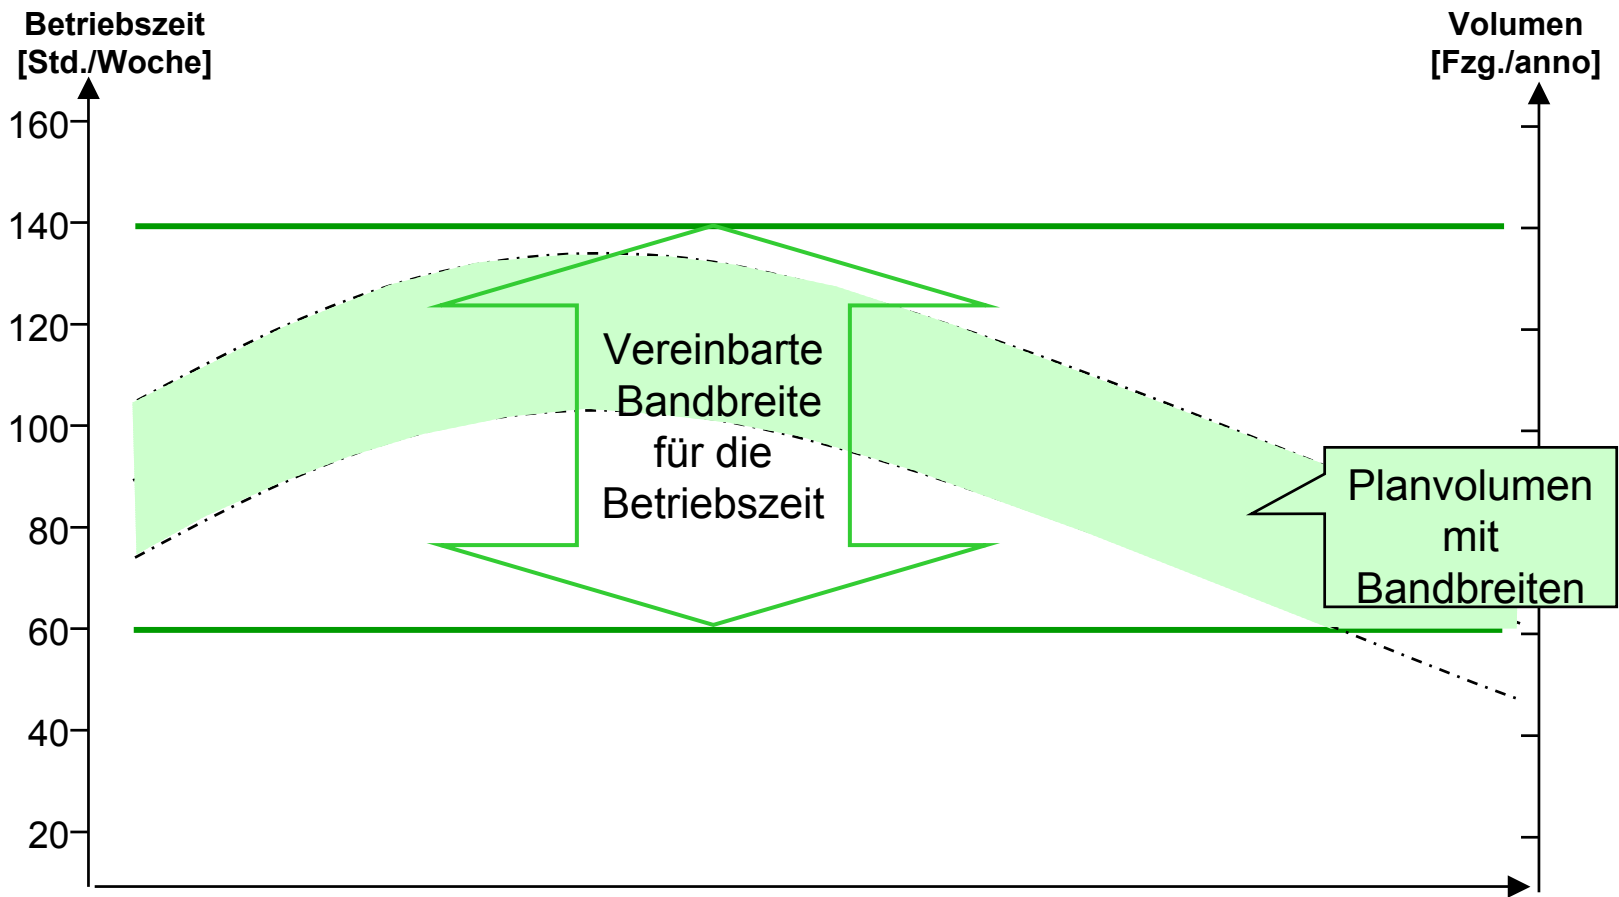 Betriebszeit
[Std./Woche]
Volumen
[Fzg./anno]
160
140
120
100
80
60
40
20
Vereinbarte
Bandbreite
für die
Betriebszeit
Planvolumen
mit
Bandbreiten